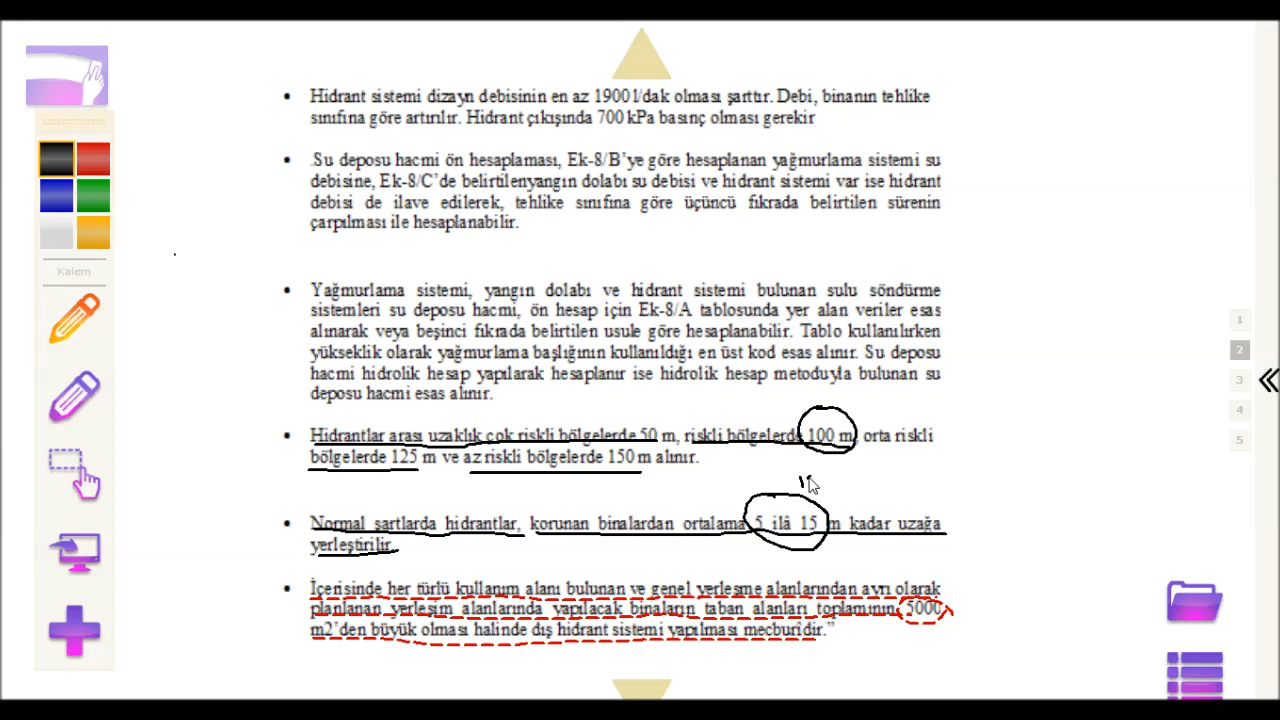 Hidrant sistemi dizayn debisinin en az 1900 l/dak olması şarttır. Debi, binanın tehlike
sınıfına göre artırılır. Hidrant çıkışında 700 kPa basınç olması gerekir
.Su deposu hacmi ön hesaplaması, Ek-8/B’ye göre hesaplanan yağmurlama sistemi su
debisine, Ek-8/C’de belirtilenyangın dolabı su debisi ve hidrant sistemi var ise hidrant
debisi de ilave edilerek, tehlike sınıfına göre üçüncü fıkrada belirtilen sürenin
çarpılması ile hesaplanabilir.
Kalem
Yağmurlama sistemi, yangın dolabı ve hidrant sistemi bulunan sulu söndürme
sistemleri su deposu hacmi, ön hesap için Ek-8/A tablosunda yer alan veriler esas
alınarak veya beşinci fıkrada belirtilen usule göre hesaplanabilir. Tablo kullanılırken
yükseklik olarak yağmurlama başlığının kullanıldığı en üst kod esas alınır. Su deposu
hacmi hidrolik hesap yapılarak hesaplanır ise hidrolik hesap metoduyla bulunan su
deposu hacmi esas alınır.
Hidrantlar arası uzaklık çok riskli bölgelerde 50 m, riskli bölgelerde 100 m, orta riskli
bölgelerde 125 m ve az riskli bölgelerde 150 m alınır.
Normal şartlarda hidrantlar, korunan binalardan ortalama 5 ilâ 15 m kadar uzağa
yerleştirilir.
İçerisinde her türlü kullanım alanı bulunan ve genel yerleşme alanlarından ayrı olarak
planlanan yerleşim alanlarında yapılacak binaların taban alanları toplamının 5000
m2’den büyük olması halinde dış hidrant sistemi yapılması mecburîdir.”
1
2
3
4
5